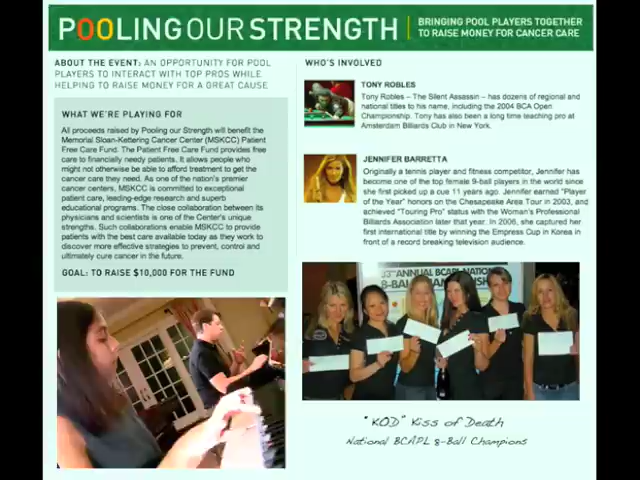 POOLING OUR STRENGTH
BRINGING POOL PLAYERS TOGETHER
TO RAISE MONEY FOR CANCER CARE
ABOUT THE EVENT: AN OPPORTUNITY FOR POOL
PLAYERS TO INTERACT WITH TOP PROS WHILE
HELPING TO RAISE MONEY FOR A GREAT CAUSE
WHAT WE'RE PLAYING FOR
All proceeds raised by Pooling our Strength will benefit the
Memorial Sloan-Kettering Cancer Center (MSKCC) Patient
Free Care Fund. The Patient Free Care Fund provides free
care to financially needy patients. It allows people who
might not otherwise be able to afford treatment to get the
cancer care they need. As one of the nation's premier
cancer centers, MSKCC is committed to exceptional
patient care, leading-edge research and superb
educational programs. The close collaboration between its
physicians and scientists is one of the Center's unique
strengths. Such collaborations enable MSKCC to provide
patients with the best care available today as they work to
discover more effective strategies to prevent, control and
ultimately cure cancer in the future.
GOAL: TO RAISE $10,000 FOR THE FUND
WHO'S INVOLVED
TONY ROBLES
Tony Robles – The Silent Assassin – has dozens of regional and
national titles to his name, including the 2004 BCA Open
Championship. Tony has also been a long time teaching pro at
Amsterdam Billiards Club in New York.
JENNIFER BARRETTA
Originally a tennis player and fitness competitor, Jennifer has
become one of the top female 9-ball players in the world since
she first picked up a cue 11 years ago. Jennifer earned "Player
of the Year" honors on the Chesapeake Area Tour in 2003, and
achieved "Touring Pro" status with the Woman's Professional
Billiards Association later that year. In 2006, she captured her
first international title by winning the Empress Cup in Korea in
front of a record breaking television audience.
33RD ANNUAL BCAPL NATION
8-BALL CHAMP
"KOD" Kiss of Death
National BCAPL 8-Ball Champions